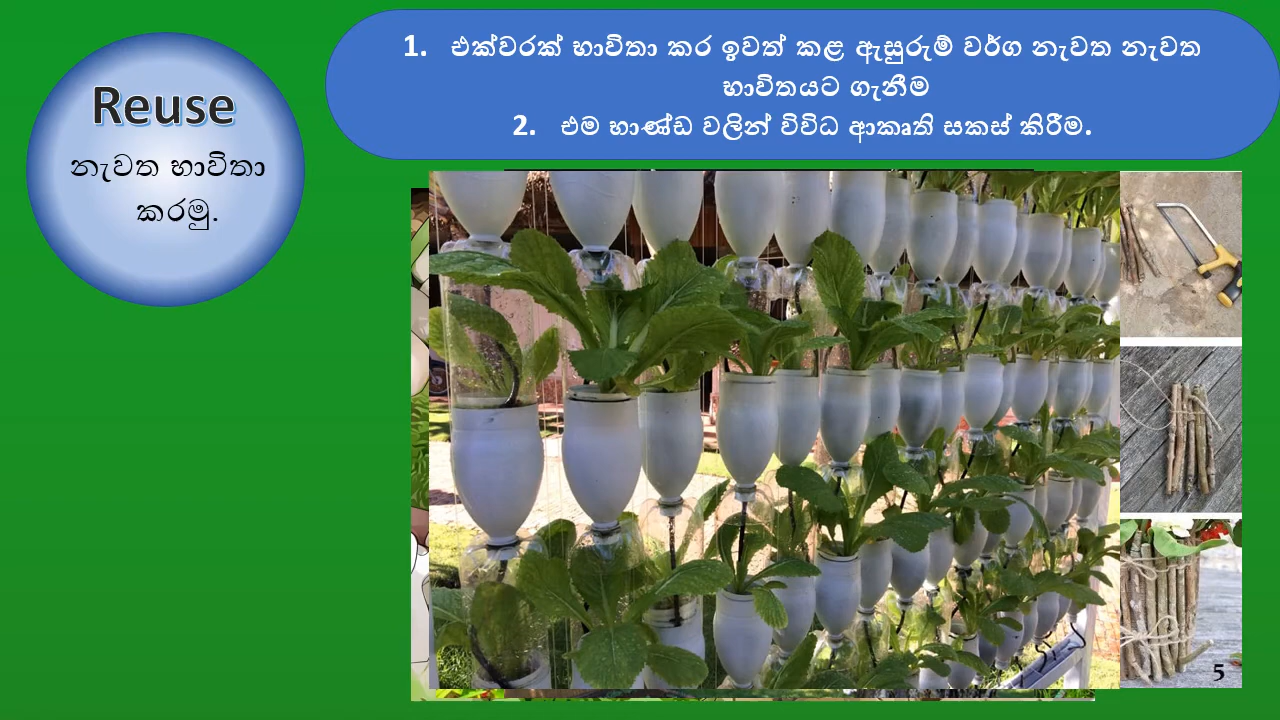 Reuse
නැවත භාවිතා
කරමු.
1. එක්වරක් භාවිතා කර ඉවත් කළ ඇසුරුම් වර්ග නැවත නැවත
භාවිතයට ගැනීම
2. එම භාණ්ඩ වලින් විවිධ ආකෘති සකස් කිරීම.
5